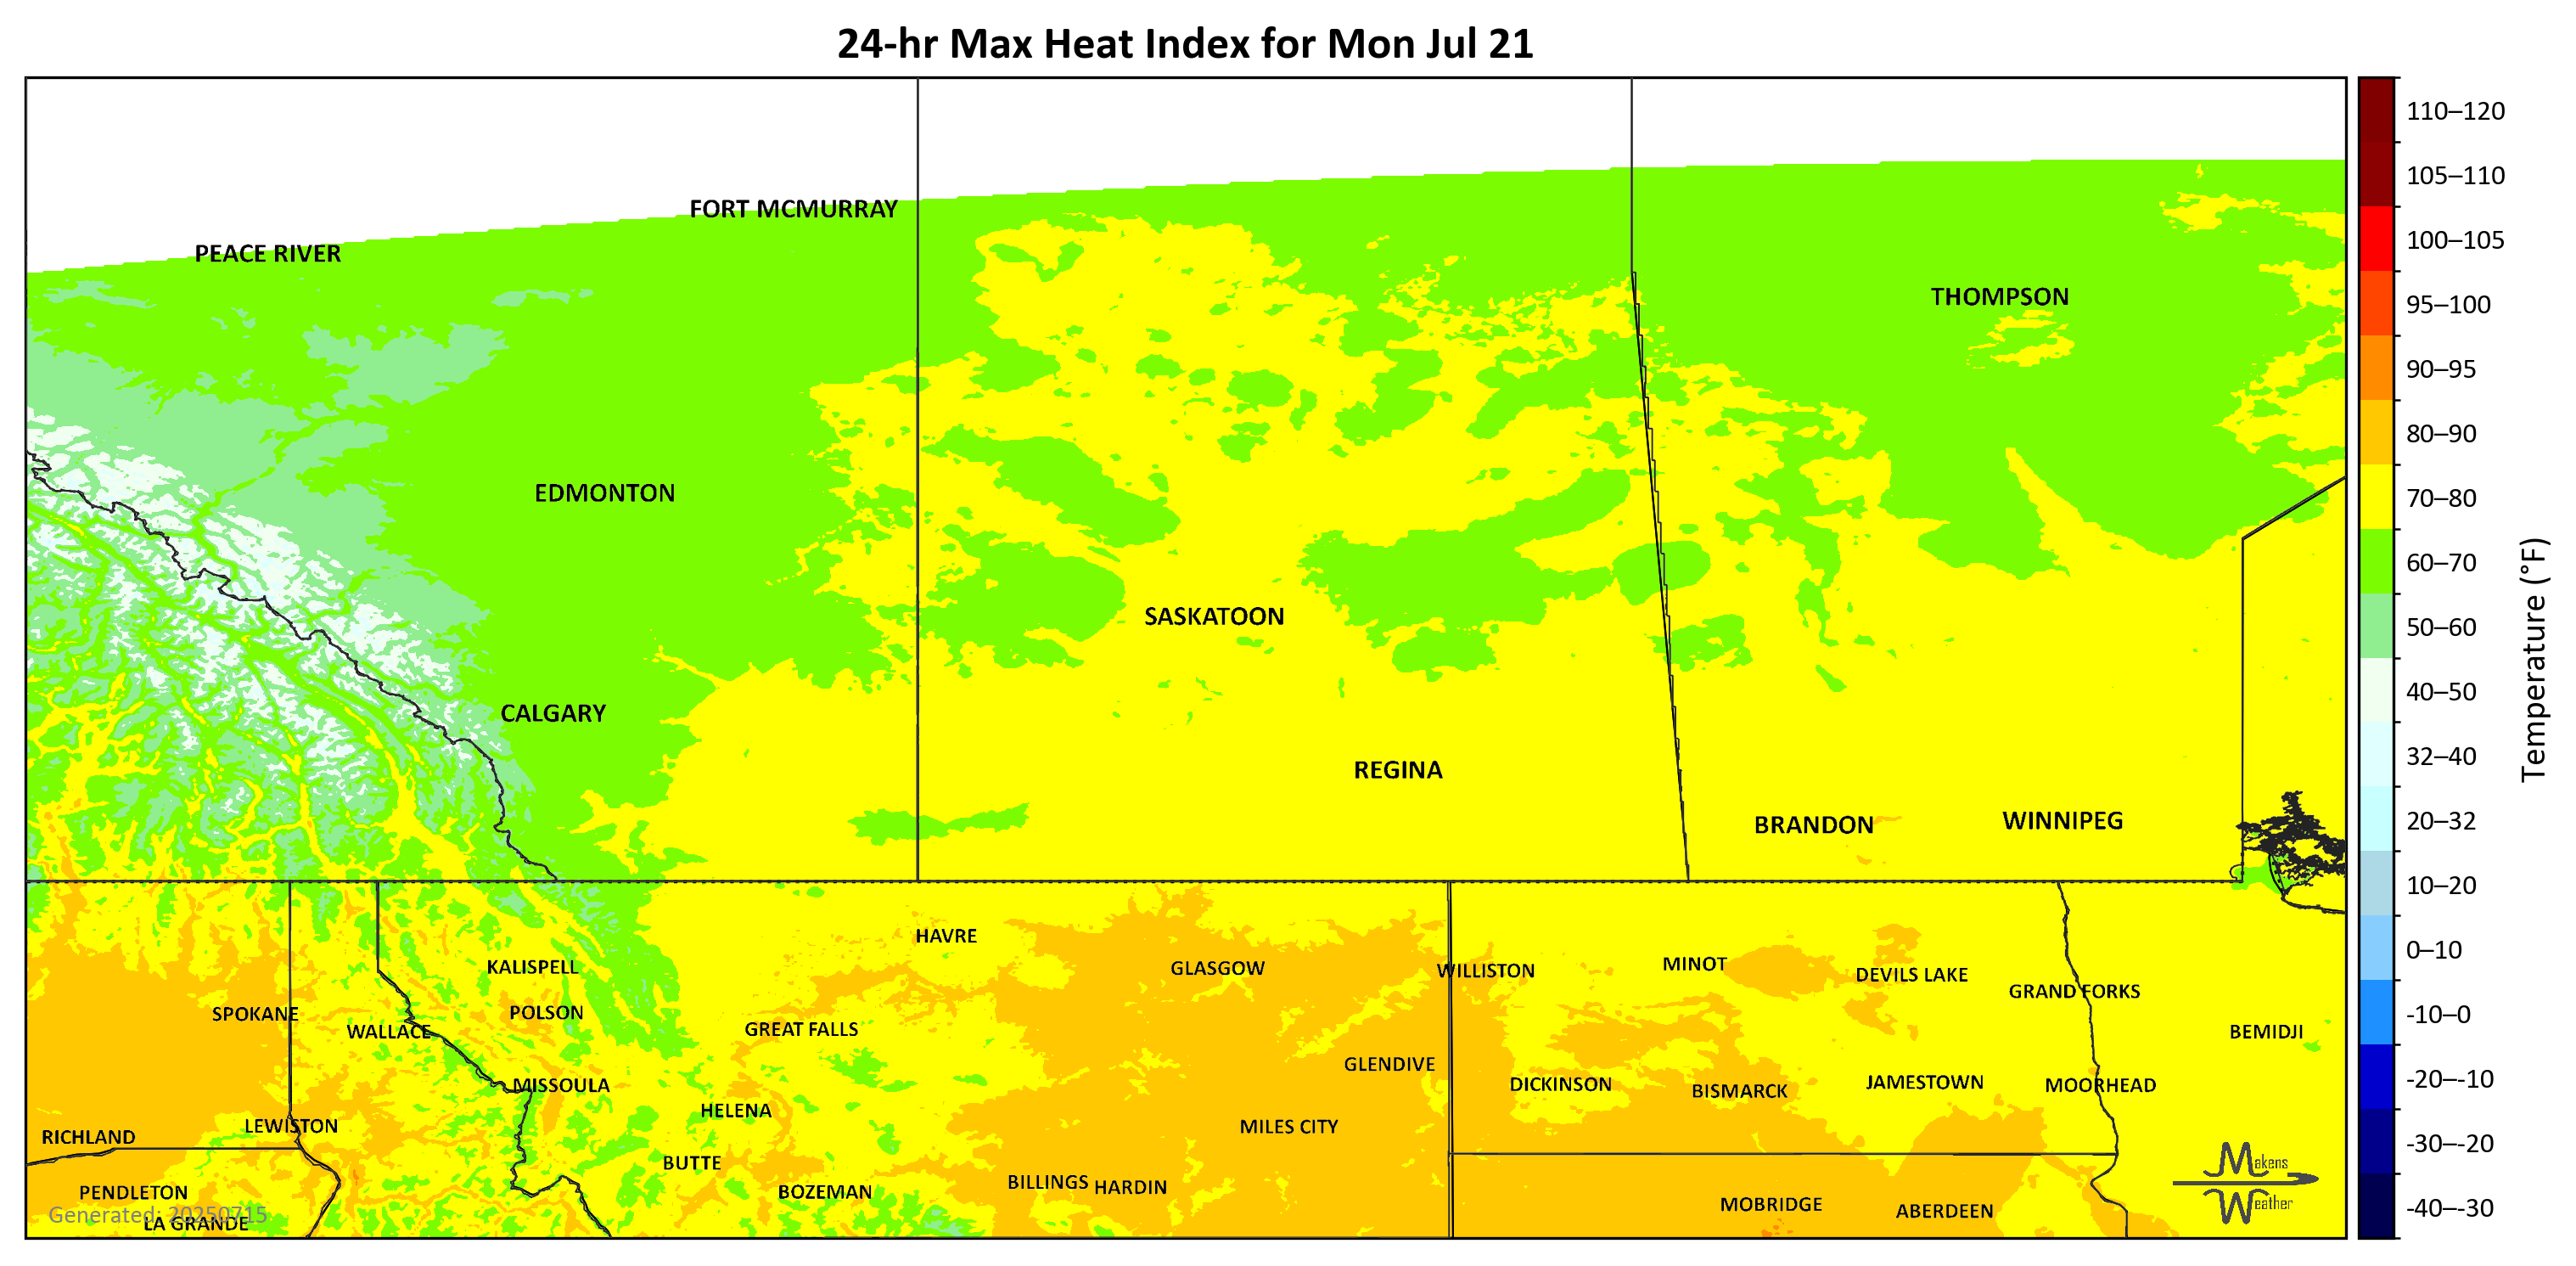 24-hr Max Heat Index for Mon Jul 21
110–120
105–110
100–105
95–100
90–95
80–90
70–80
60–70
50–60
40–50
32–40
20–32
10–20
0–10
-10–0
-20–-10
-30–-20
-40–-30
Temperature (°F)
FORT MCMURRAY
PEACE RIVER
THOMPSON
EDMONTON
SASKATOON
CALGARY
REGINA
BRANDON
WINNIPEG
HAVRE
KALISPELL
GLASGOW
WILLISTON
MINOT
DEVILS LAKE
GRAND FORKS
SPOKANE
POLSON
WALLACE
GREAT FALLS
BEMIDJI
GLENDIVE
MISSOULA
DICKINSON
BISMARCK
JAMESTOWN
MOORHEAD
HELENA
LEWISTON
MILES CITY
RICHLAND
BUTTE
BILLINGS
HARDIN
PENDLETON
BOZEMAN
MOBRIDGE
ABERDEEN
Generated: 20250715
LA GRANDE
Makens
Weather